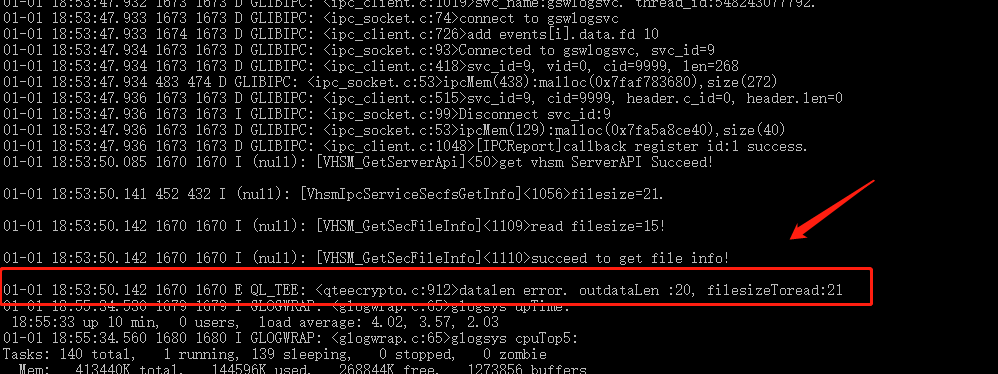 01-01 18:53:47.932 1670 1673 D GLIBIPC: <ipc_client.c:1019>svc_name:gswlogsvc. thread_id:548243077792.
01-01 18:53:47.933 1673 1673 D GLIBIPC: <ipc_socket.c:74>connect to gswlogsvc
01-01 18:53:47.933 1674 1673 D GLIBIPC: <ipc_client.c:726>add events[i].data.fd 10
01-01 18:53:47.934 1673 1673 D GLIBIPC: <ipc_socket.c:93>Connected to gswlogsvc, svc_id=9
01-01 18:53:47.934 1673 1673 D GLIBIPC: <ipc_client.c:418>svc_id=9, vid=0, cid=9999, len=268
01-01 18:53:47.934 483 474 D GLIBIPC: <ipc_socket.c:53>ipcMem(438):malloc(0x7faf783680),size(272)
01-01 18:53:47.936 1673 1673 D GLIBIPC: <ipc_client.c:515>svc_id=9, cid=9999, header.c_id=0, header.len=0
01-01 18:53:47.936 1673 1673 I GLIBIPC: <ipc_socket.c:99>Disconnect svc_id:9
01-01 18:53:47.936 1673 1673 D GLIBIPC: <ipc_socket.c:53>ipcMem(129):malloc(0x7fa5a8ce40),size(40)
01-01 18:53:47.936 1673 1673 D GLIBIPC: <ipc_client.c:1048>[IPCReport]callback register id:1 success.
01-01 18:53:50.085 1670 1670 I (null): [VHSM_GetServerApi]<50>get vhsm ServerAPI Succeed!
01-01 18:53:50.141 452 432 I (null): [VhsmIpcServiceSecfsGetInfo]<1056>filesize=21.
01-01 18:53:50.142 1670 1670 I (null): [VHSM_GetSecFileInfo]<1109>read filesize=15!
01-01 18:53:50.142 1670 1670 I (null): [VHSM_GetSecFileInfo]<1110>succeed to get file info!
01-01 18:53:50.142 1670 1670 E QL_TEE: <qteecrypto.c:912>datalen error. outdataLen :20, filesizeToread:21
01-01 18:55:34.530 1679 1679 I GLOGWRAP: <glogwrap.c:65>glogsys upTime:
18:55:33 up 10 min, 0 users, load average: 4.02, 3.57, 2.03
01-01 18:55:34.560 1680 1680 I GLOGWRAP: <glogwrap.c:65>glogsys cpuTop5:
Tasks: 140 total, 1 running, 139 sleeping, 0 stopped, 0 zombie
Mem: 413440K total, 144596K used, 268844K free, 1273856 buffers